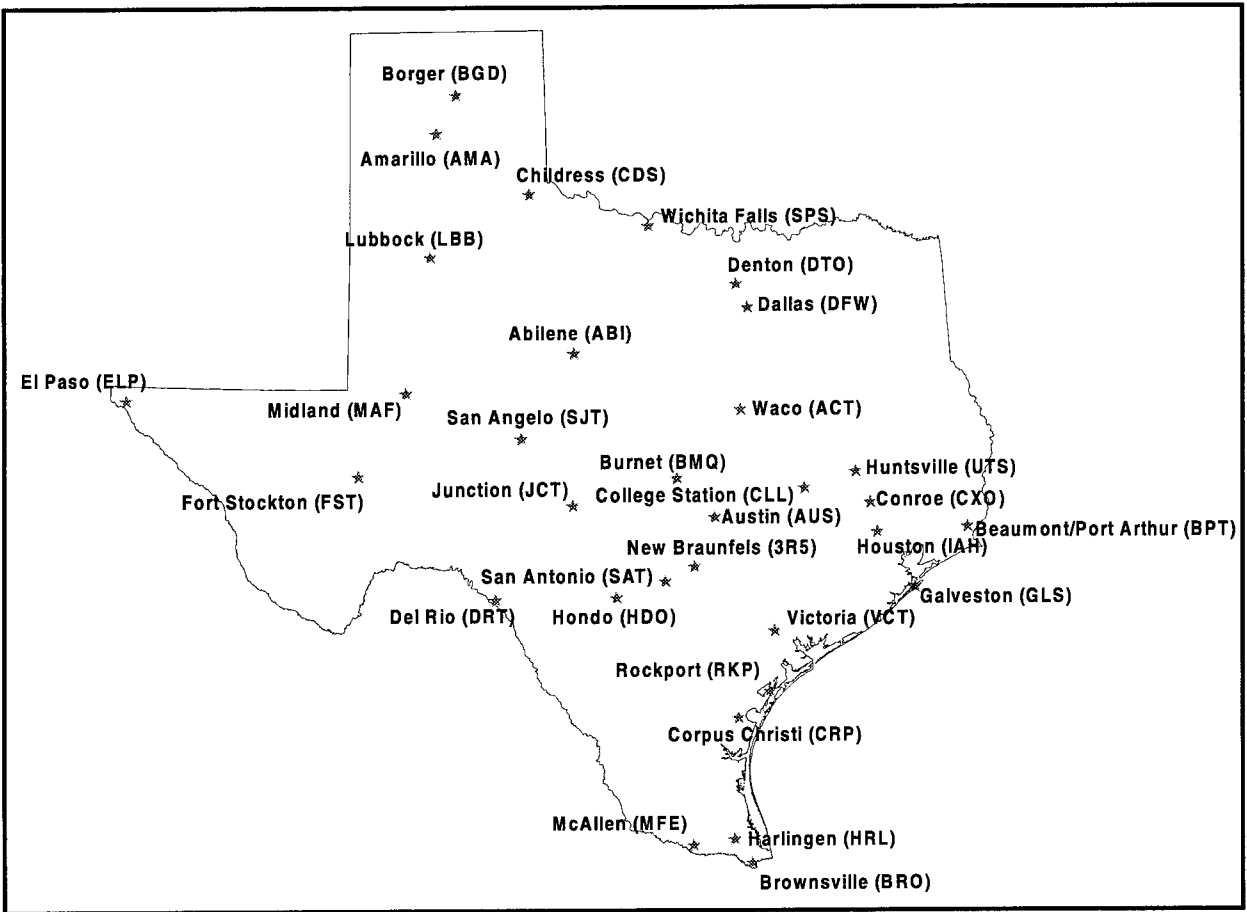 Borger (BGD)
Amarillo (AMA)
Childress (CDS)
Wichita Falls (SPS)
Lubbock (LBB)
Denton (DTO)
Dallas (DFW)
Abilene (ABI)
El Paso (ELP)
Midland (MAF)
San Angelo (SJT)
Waco (ACT)
Burnet (BMQ)
Huntsville (UTS)
Junction (JCT)
College Station (CLL)
Conroe (CXO)
Fort Stockton (FST)
Austin (AUS)
Beaumont/Port Arthur (BPT)
New Braunfels (3R5)
Houston (IAH)
San Antonio (SAT)
Galveston (GLS)
Del Rio (DRT)
Hondo (HDO)
Victoria (VCT)
Rockport (RKP)
Corpus Christi (CRP)
McAllen (MFE)
Harlingen (HRL)
Brownsville (BRO)